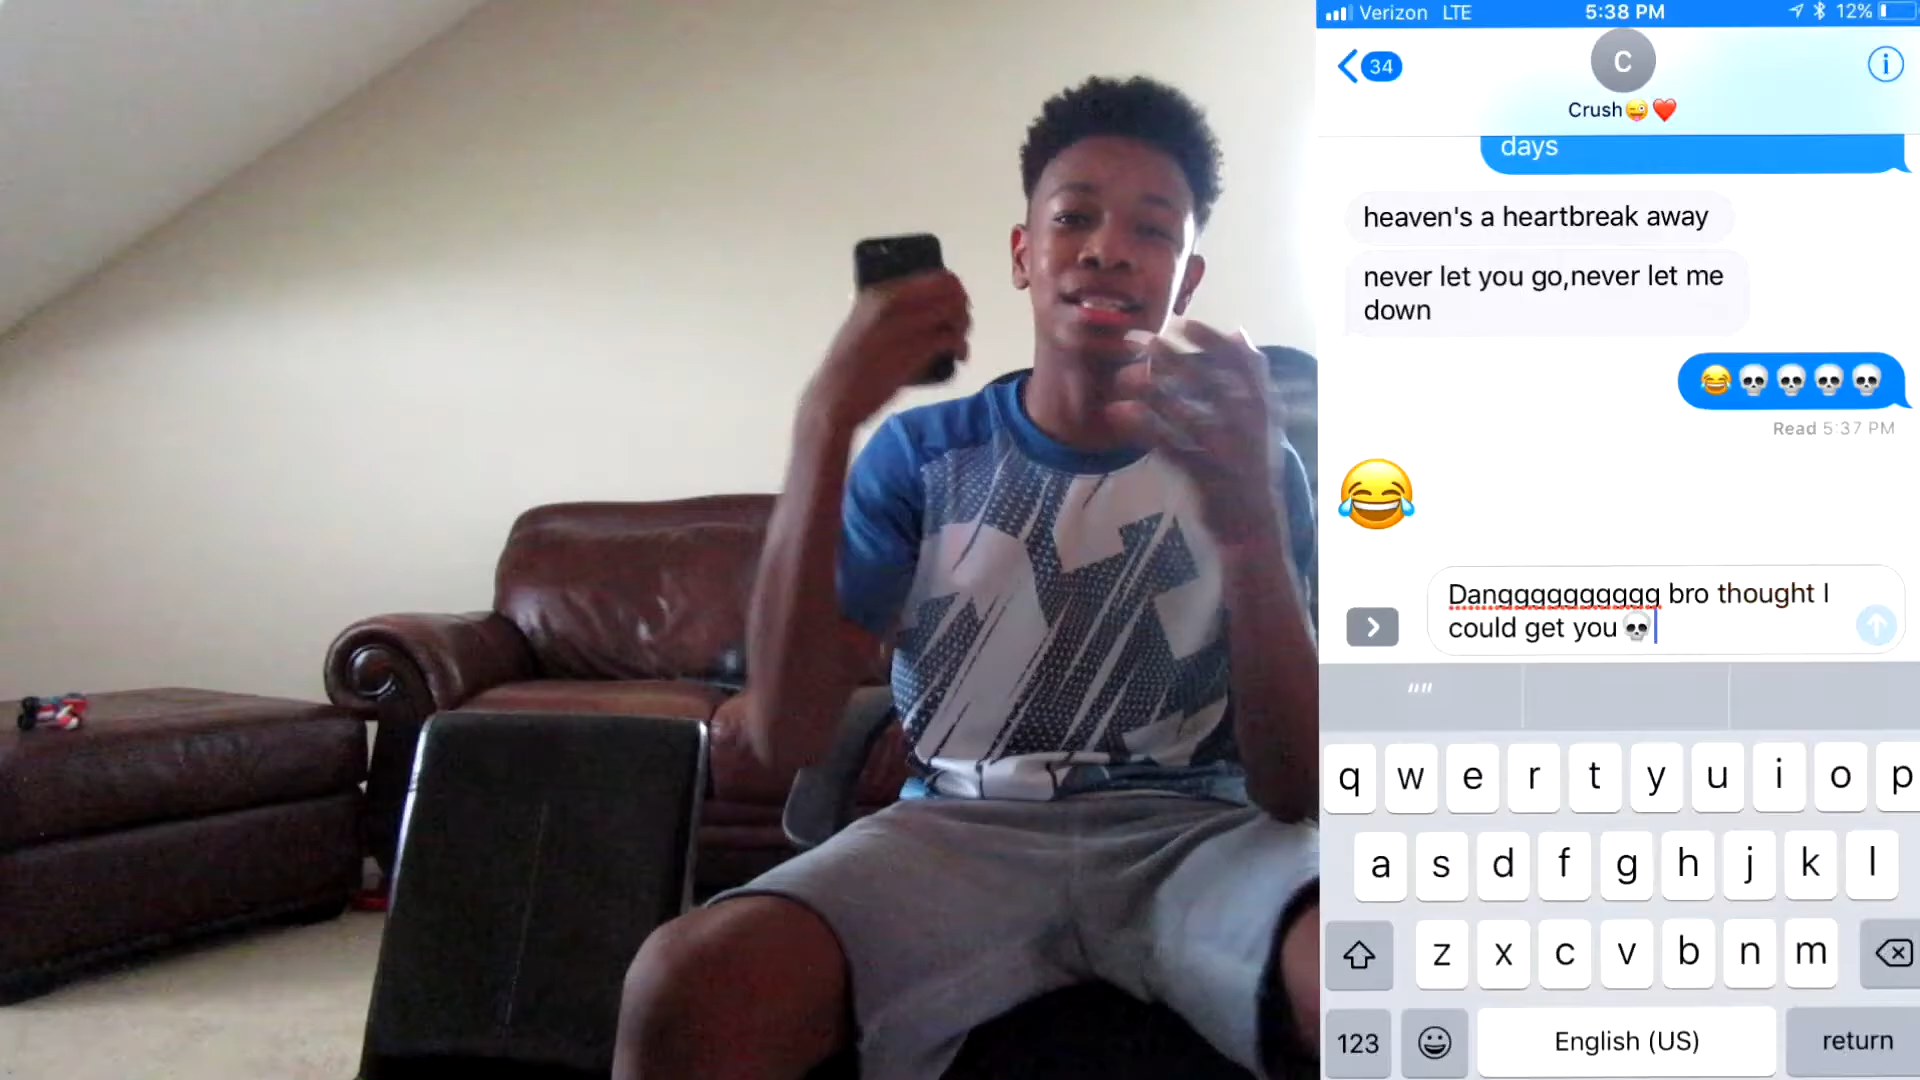 Verizon LTE 5:38 PM 12%
34
C
i
Crush😜❤️
days
heaven's a heartbreak away
never let you go,never let me
down
😂💀💀💀💀
Read 5:37 PM
😂
Dangggggggggggg bro thought I
could get you💀
""
q w e r t y u i o p
a s d f g h j k l
z x c v b n m
123 English (US) return